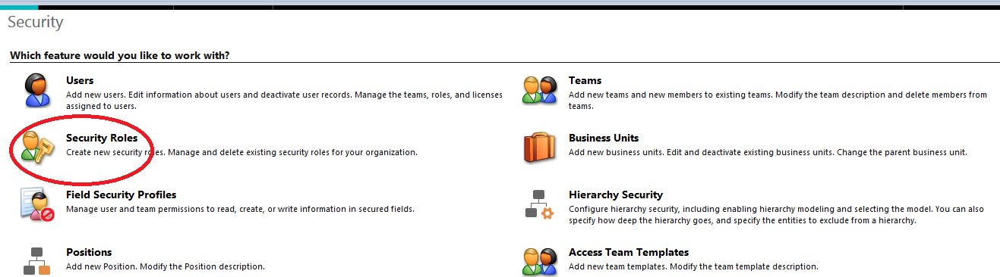 Security
Which feature would you like to work with?
Users
Add new users. Edit information about users and deactivate user records. Manage the teams, roles, and licenses
assigned to users.
Teams
Add new teams and new members to existing teams. Modify the team description and delete members from
teams.
Security Roles
Create new security roles. Manage and delete existing security roles for your organization.
Business Units
Add new business units. Edit and deactivate existing business units. Change the parent business unit.
Field Security Profiles
Manage user and team permissions to read, create, or write information in secured fields.
Hierarchy Security
Configure hierarchy security, including enabling hierarchy modeling and selecting the model. You can also
specify how deep the hierarchy goes, and specify the entities to exclude from a hierarchy.
Positions
Add new Position. Modify the Position description.
Access Team Templates
Add new team templates. Modify the team template description.